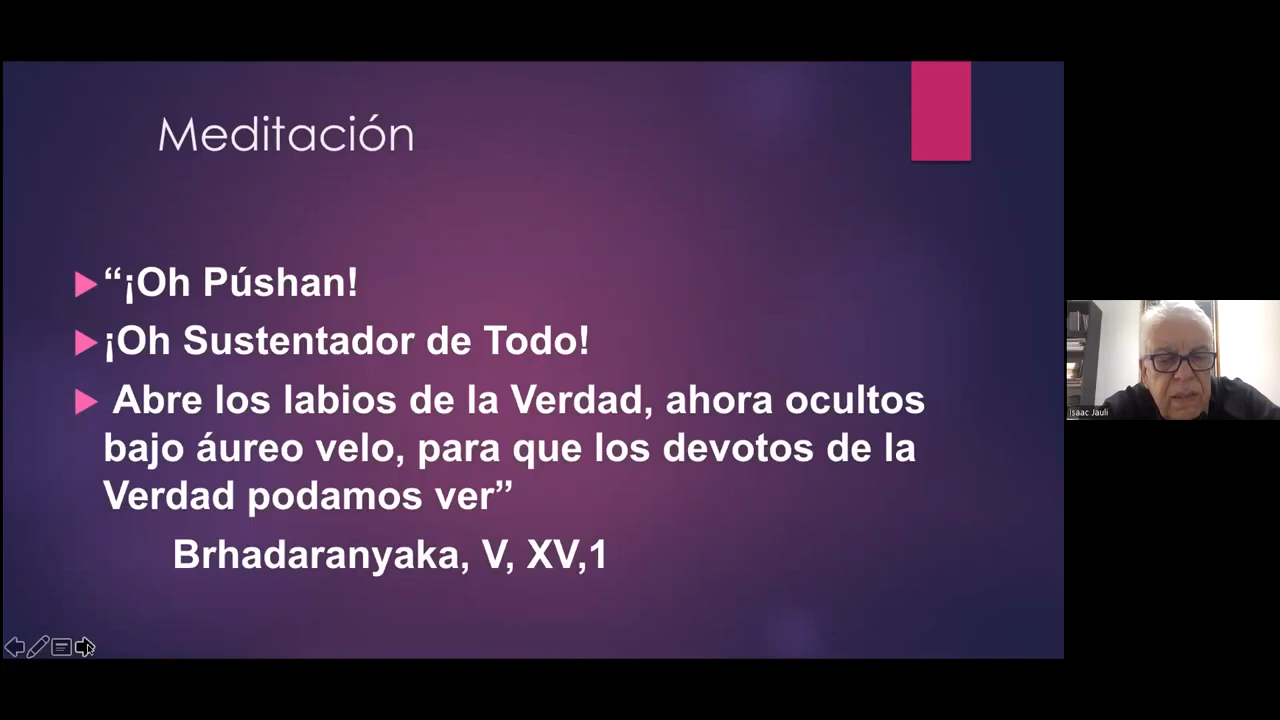 Meditación
“¡Oh Púshan!
¡Oh Sustentador de Todo!
Abre los labios de la Verdad, ahora ocultos
bajo áureo velo, para que los devotos de la
Verdad podamos ver”
Brhadaranyaka, V, XV,1
Isaac Jauli